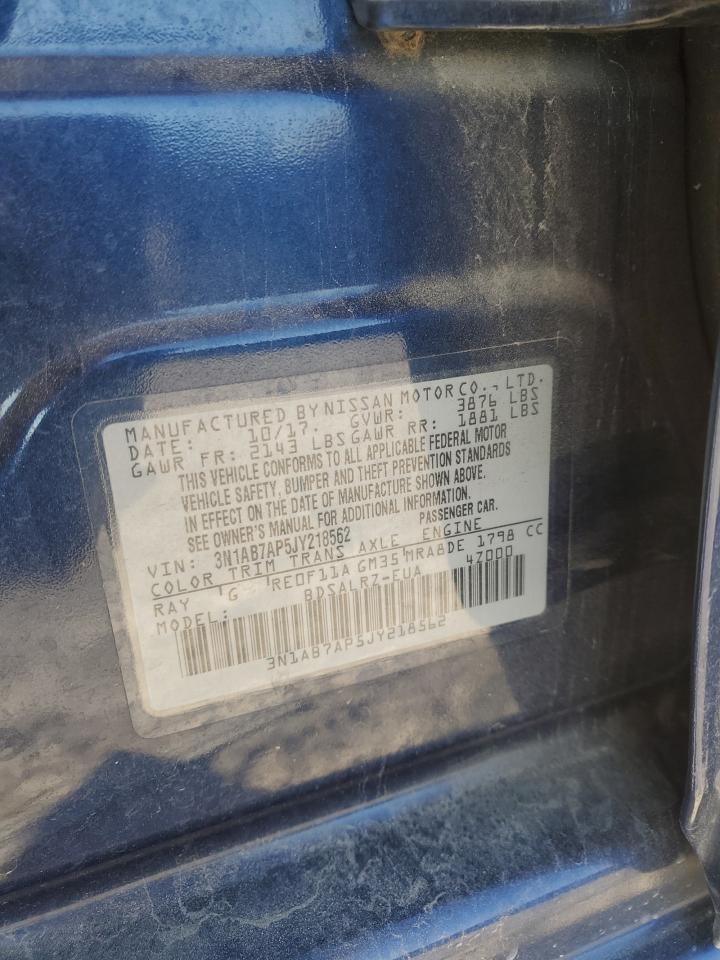 MANUFACTURED BY NISSAN MOTOR CO., LTD.
DATE: 10/17. GVWR: 3876 LBS
GAWR FR: 2143 LBS GAWR RR: 1881 LBS
THIS VEHICLE CONFORMS TO ALL APPLICABLE FEDERAL MOTOR
VEHICLE SAFETY, BUMPER AND THEFT PREVENTION STANDARDS
IN EFFECT ON THE DATE OF MANUFACTURE SHOWN ABOVE.
SEE OWNER'S MANUAL FOR ADDITIONAL INFORMATION.
VIN: 3N1AB7AP5JY218562 PASSENGER CAR.
COLOR TRIM TRANS AXLE ENGINE
RAY G RE0F11A GM35 MRA8DE 1798 CC
MODEL: BDSALRZ-EUA 47000
3N1AB7AP5JY218562